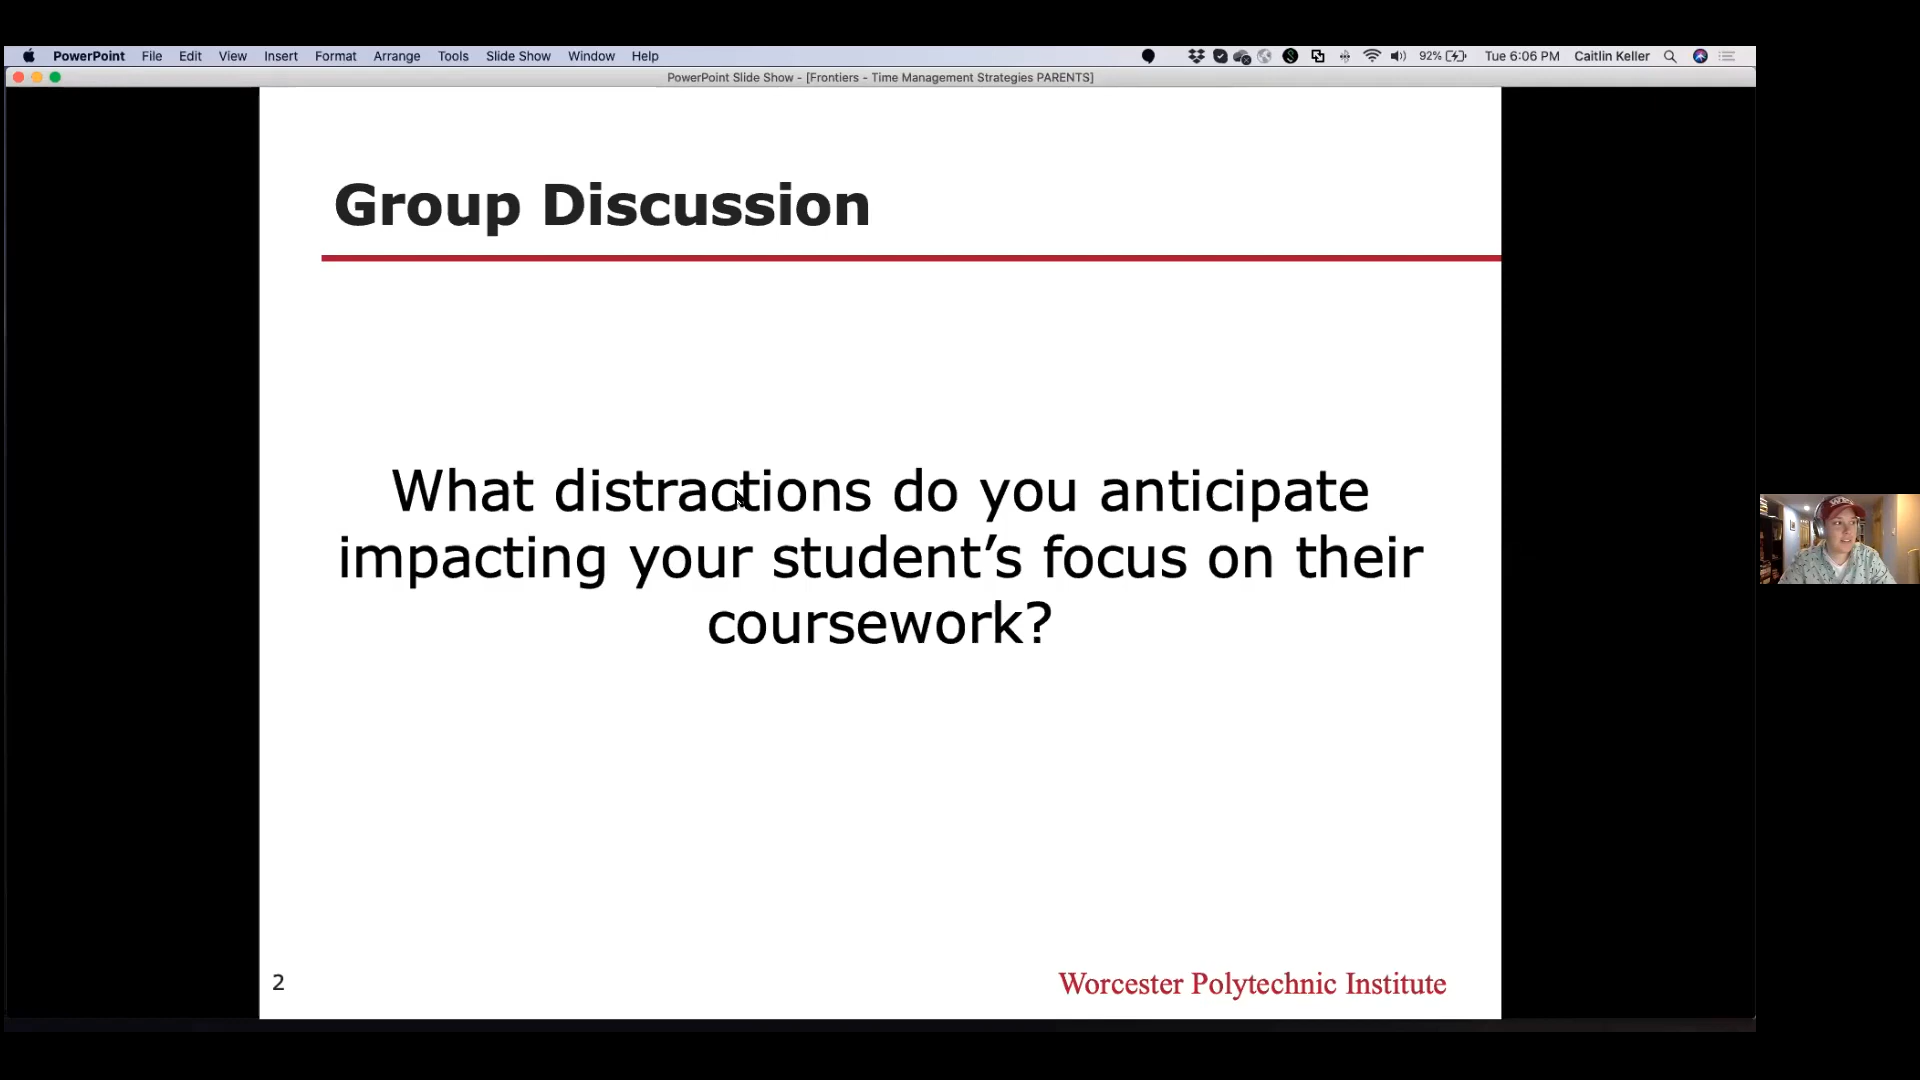 PowerPoint File Edit View Insert Format Arrange Tools Slide Show Window Help 92% Tue 6:06 PM Caitlin Keller
PowerPoint Slide Show - [Frontiers - Time Management Strategies PARENTS]
Group Discussion
What distractions do you anticipate
impacting your student’s focus on their
coursework?
2
Worcester Polytechnic Institute